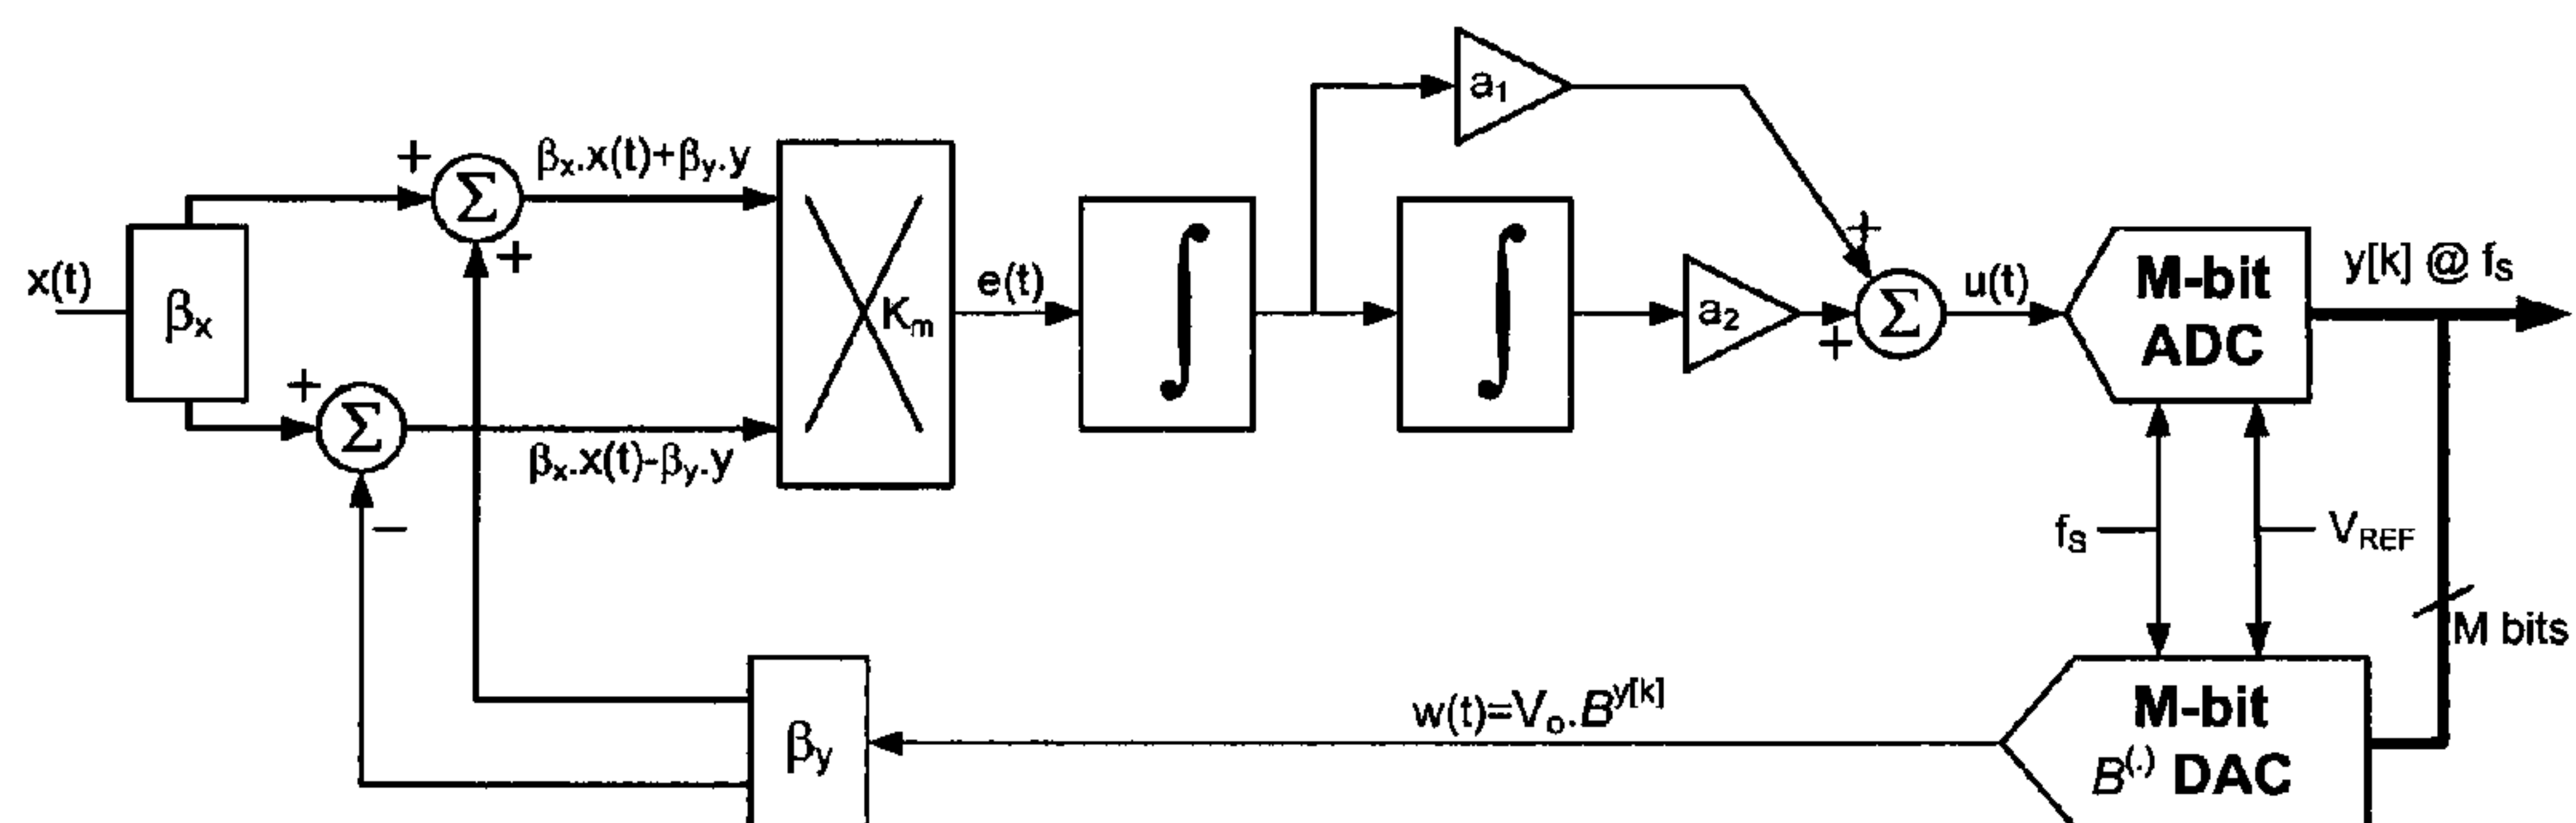 x(t)
βx
+
Σ
+
βx.x(t)+βy.y
+
Σ
−
βx.x(t)-βy.y
Km
e(t)
∫
∫
a1
a2
+
+
Σ
u(t)
M-bit
ADC
y[k] @ fS
fS
VREF
M bits
M-bit
B(.) DAC
w(t)=Vo.By[k]
βy